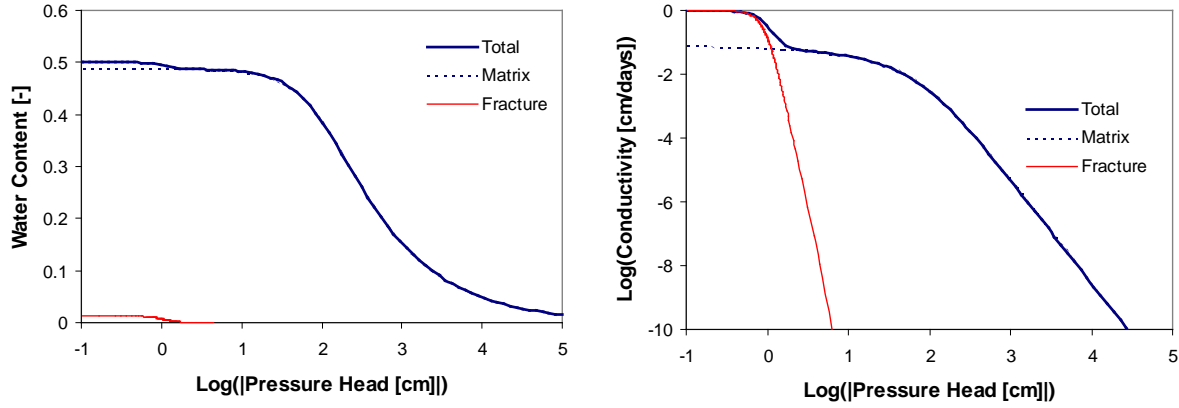 0.6
0.5
0.4
0.3
0.2
0.1
0
-1 0 1 2 3 4 5
Water Content [-]
Log(|Pressure Head [cm]|)
Total
Matrix
Fracture
0
-2
-4
-6
-8
-10
-1 0 1 2 3 4 5
Log(Conductivity [cm/days])
Log(|Pressure Head [cm]|)
Total
Matrix
Fracture